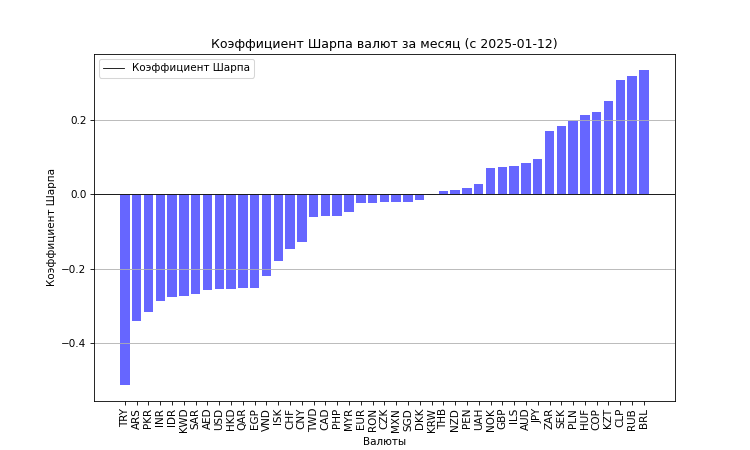 Коэффициент Шарпа валют за месяц (с 2025-01-12)
Коэффициент Шарпа
Коэффициент Шарпа
0.2
0.0
−0.2
−0.4
TRY
ARS
PKR
INR
IDR
KWD
SAR
AED
USD
HKD
QAR
EGP
VND
ISK
CHF
CNY
TWD
CAD
PHP
MYR
EUR
RON
CZK
MXN
SGD
DKK
KRW
THB
NZD
PEN
UAH
NOK
GBP
ILS
AUD
JPY
ZAR
SEK
PLN
HUF
COP
KZT
CLP
RUB
BRL
Валюты